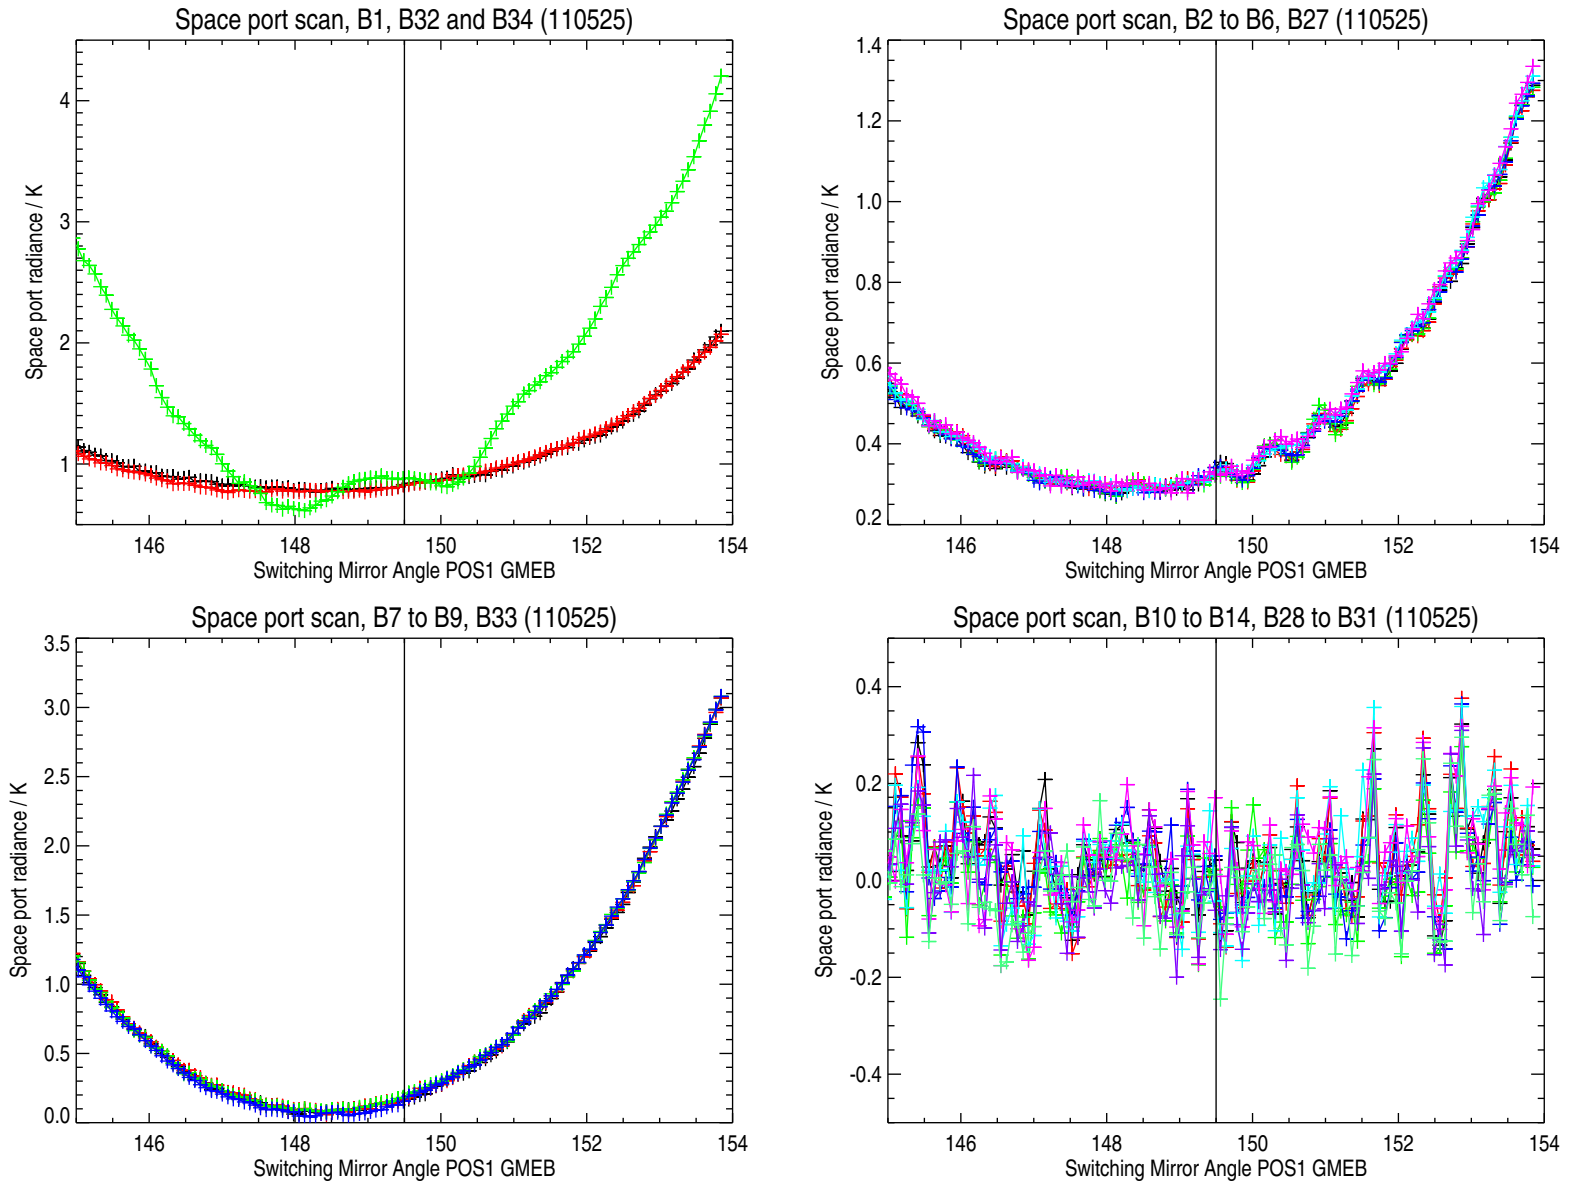 Space port scan, B1, B32 and B34 (110525)
Space port radiance / K
4
3
2
1
146 148 150 152 154
Switching Mirror Angle POS1 GMEB
Space port scan, B2 to B6, B27 (110525)
Space port radiance / K
1.4
1.2
1.0
0.8
0.6
0.4
0.2
146 148 150 152 154
Switching Mirror Angle POS1 GMEB
Space port scan, B7 to B9, B33 (110525)
Space port radiance / K
3.5
3.0
2.5
2.0
1.5
1.0
0.5
0.0
146 148 150 152 154
Switching Mirror Angle POS1 GMEB
Space port scan, B10 to B14, B28 to B31 (110525)
Space port radiance / K
0.4
0.2
0.0
-0.2
-0.4
146 148 150 152 154
Switching Mirror Angle POS1 GMEB